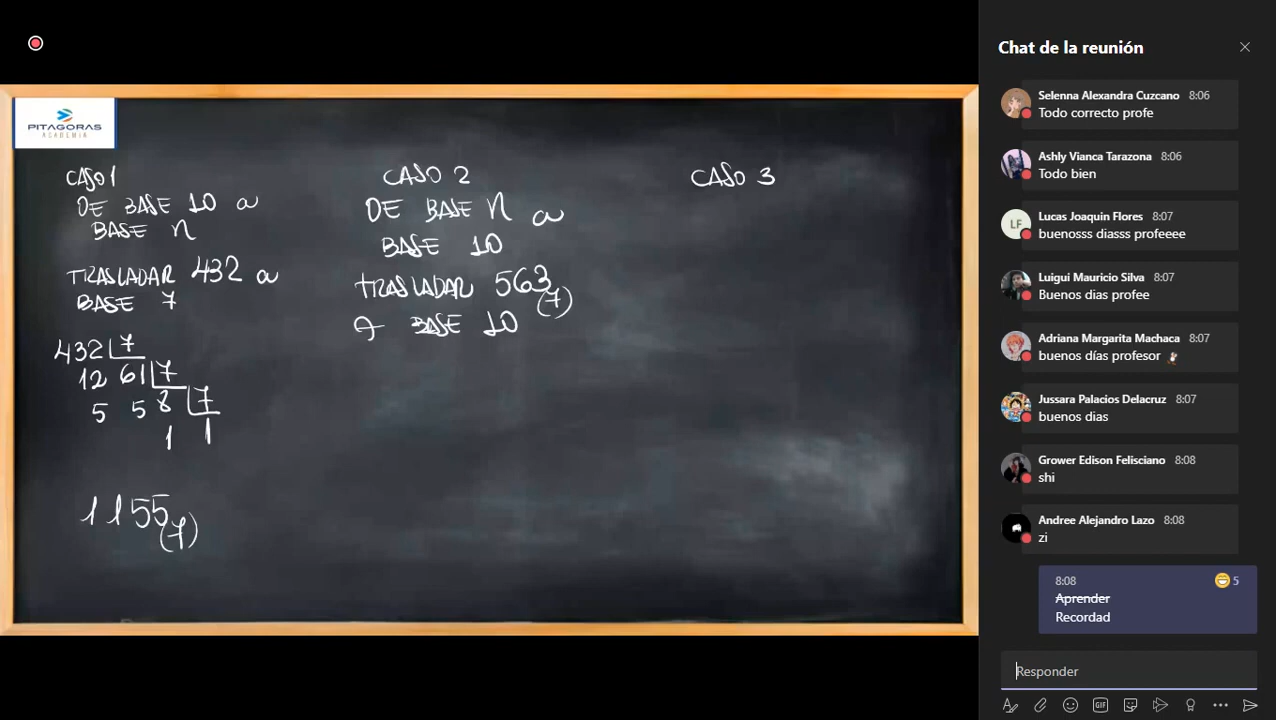 PITAGORAS
ACADEMIA
CASO 1
DE BASE 10 a
BASE n
TRASLADAR 432 a
BASE 7
432 7
12 61 7
5 5 8 7
1 1
1155(7)
CASO 2
DE BASE n a
BASE 10
TRASLADAR 563(7)
A BASE 10
CASO 3
Chat de la reunión
Selenna Alexandra Cuzcano 8:06
Todo correcto profe
Ashly Vianca Tarazona 8:06
Todo bien
LF
Lucas Joaquin Flores 8:07
buenosss diasss profeeee
Luigui Mauricio Silva 8:07
Buenos dias profee
Adriana Margarita Machaca 8:07
buenos días profesor
Jussara Palacios Delacruz 8:07
buenos dias
Grower Edison Felisciano 8:08
shi
Andree Alejandro Lazo 8:08
zi
8:08 5
Aprender
Recordad
Responder
GIF